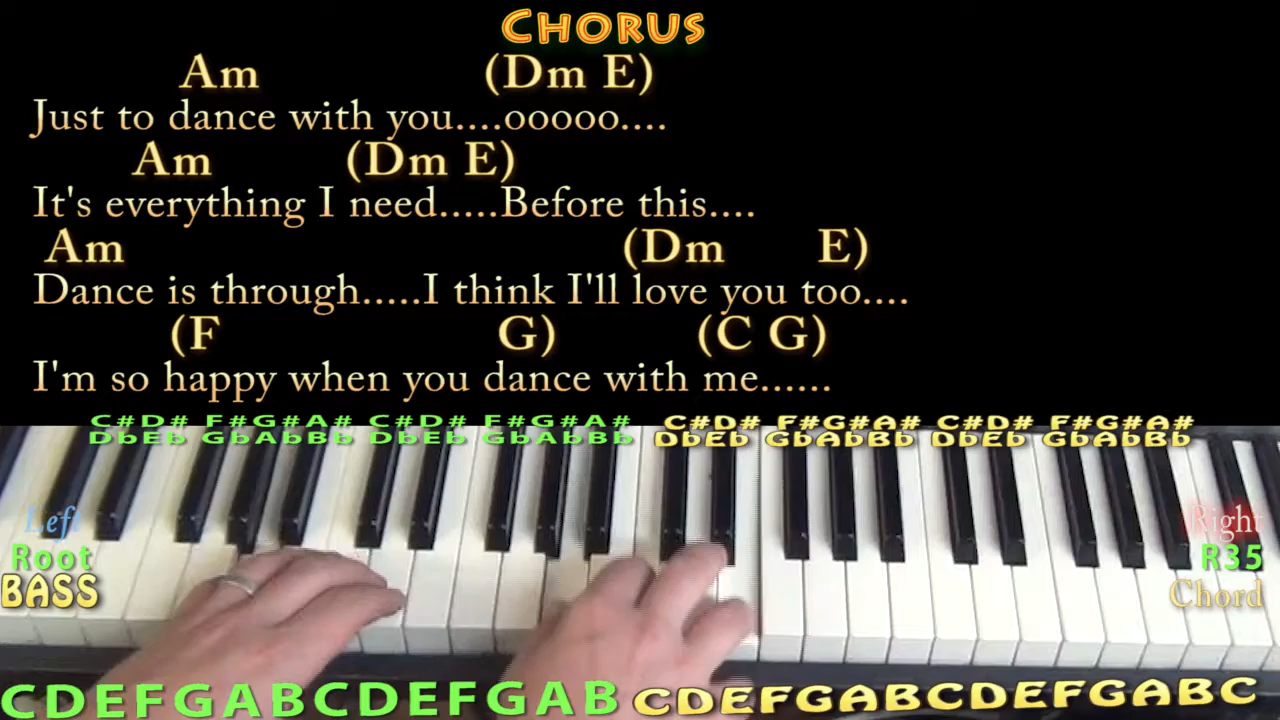 CHORUS
Am (Dm E)
Just to dance with you....ooooo....
Am (Dm E)
It's everything I need.....Before this....
Am (Dm E)
Dance is through.....I think I'll love you too....
(F G) (C G)
I'm so happy when you dance with me......
C#D# F#G#A# C#D# F#G#A# C#D# F#G#A# C#D# F#G#A#
DbEb GbAbBb DbEb GbAbBb DbEb GbAbBb DbEb GbAbBb
Left Right
Root R35
BASS Chord
CDEFGABCDEFGAB CDEFGABCDEFGABC